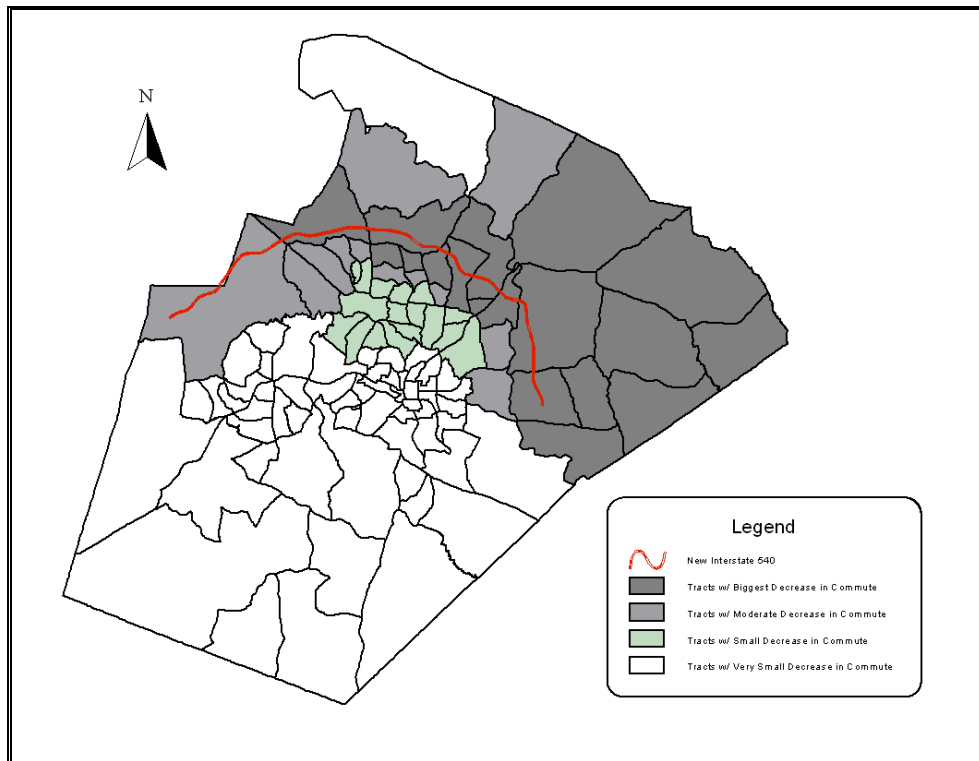 N
Legend
New Interstate 540
Tracts w/ Biggest Decrease in Commute
Tracts w/ Moderate Decrease in Commute
Tracts w/ Small Decrease in Commute
Tracts w/ Very Small Decrease in Commute